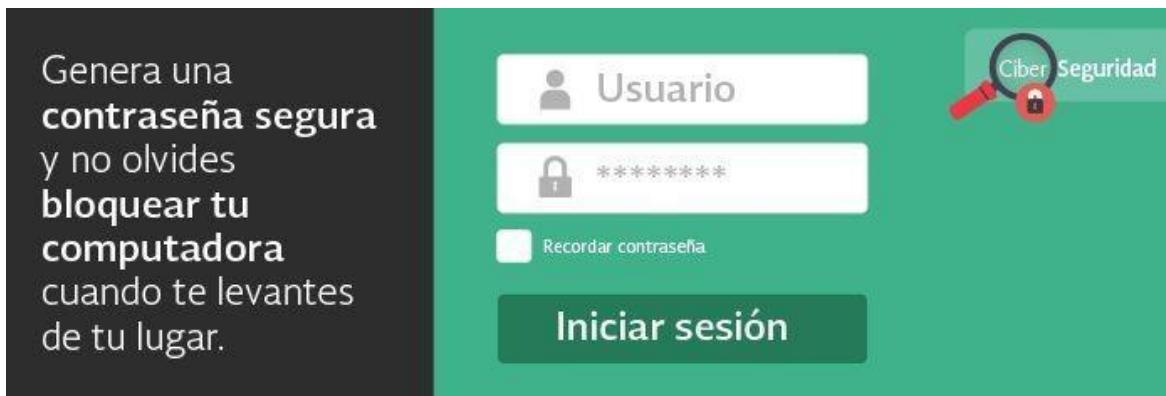 Genera una
contraseña segura
y no olvides
bloquear tu
computadora
cuando te levantes
de tu lugar.
Usuario
********
Recordar contraseña
Iniciar sesión
Ciber Seguridad